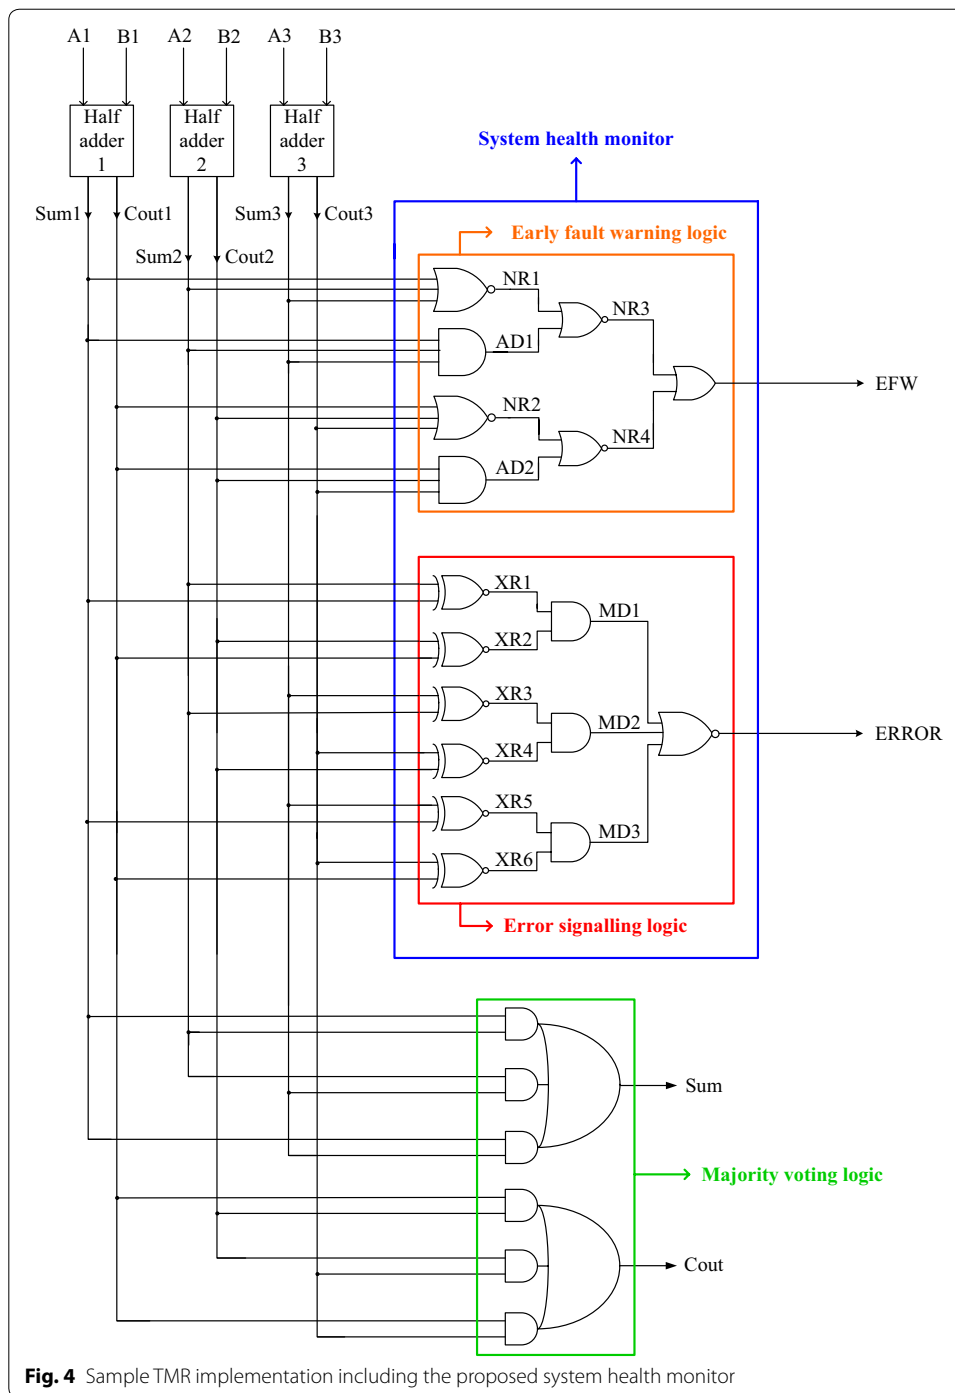 A1 B1 A2 B2 A3 B3
Half adder 1
Half adder 2
Half adder 3
Sum1 Cout1 Sum3 Cout3
Sum2 Cout2
System health monitor
Early fault warning logic
NR1
NR3
AD1
EFW
NR2
NR4
AD2
XR1
MD1
XR2
XR3
MD2
ERROR
XR4
XR5
MD3
XR6
Error signalling logic
Sum
Majority voting logic
Cout
Fig. 4 Sample TMR implementation including the proposed system health monitor